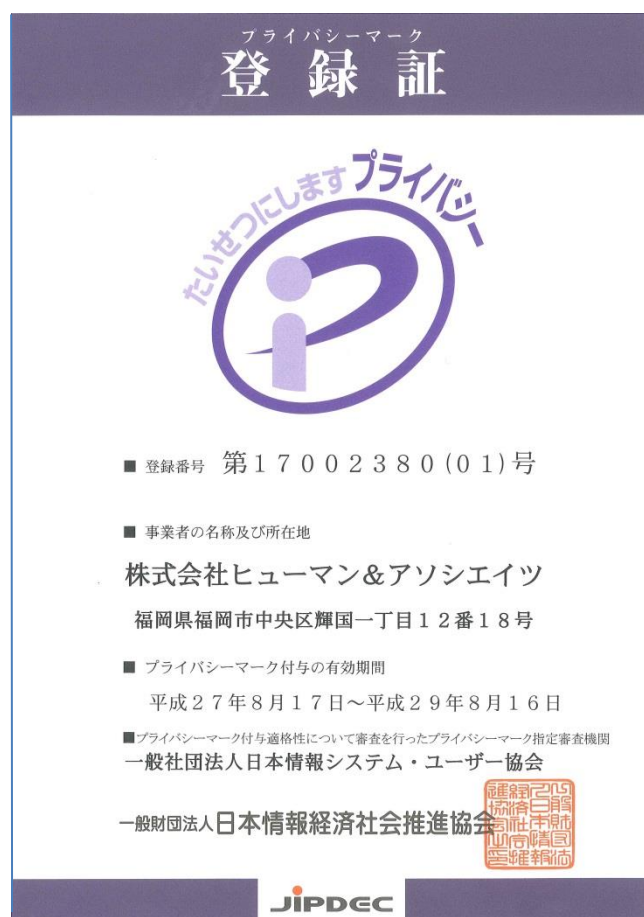 プライバシーマーク
登録証
たいせつにしますプライバシー
■ 登録番号 第17002380(01)号
■ 事業者の名称及び所在地
株式会社ヒューマン&アソシエイツ
福岡県福岡市中央区輝国一丁目12番18号
■ プライバシーマーク付与の有効期間
平成27年8月17日～平成29年8月16日
■プライバシーマーク付与適格性について審査を行ったプライバシーマーク指定審査機関
一般社団法人日本情報システム・ユーザー協会
一般財団法人日本情報経済社会推進協会
JIPDEC